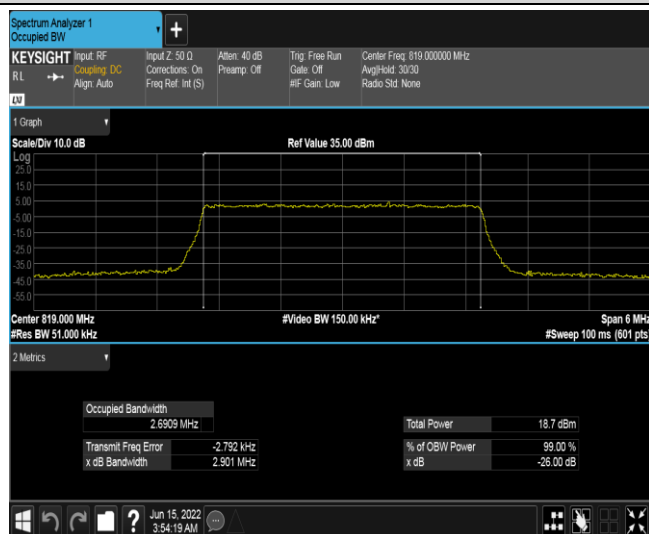 Spectrum Analyzer 1
Occupied BW
+
KEYSIGHT
RL
LXI
Input: RF
Coupling: DC
Align: Auto
Input Z: 50 Ω
Corrections: On
Freq Ref: Int (S)
Atten: 40 dB
Preamp: Off
Trig: Free Run
Gate: Off
#IF Gain: Low
Center Freq: 819.000000 MHz
Avg|Hold: 30/30
Radio Std: None
1 Graph
Scale/Div 10.0 dB
Ref Value 35.00 dBm
Log
25.0
15.0
5.00
-5.00
-15.0
-25.0
-35.0
-45.0
-55.0
Center 819.000 MHz
#Video BW 150.00 kHz*
Span 6 MHz
#Res BW 51.000 kHz
#Sweep 100 ms (601 pts)
2 Metrics
Occupied Bandwidth
2.6909 MHz
Total Power 18.7 dBm
Transmit Freq Error -2.792 kHz
% of OBW Power 99.00 %
x dB Bandwidth 2.901 MHz
x dB -26.00 dB
?
Jun 15, 2022
3:54:19 AM